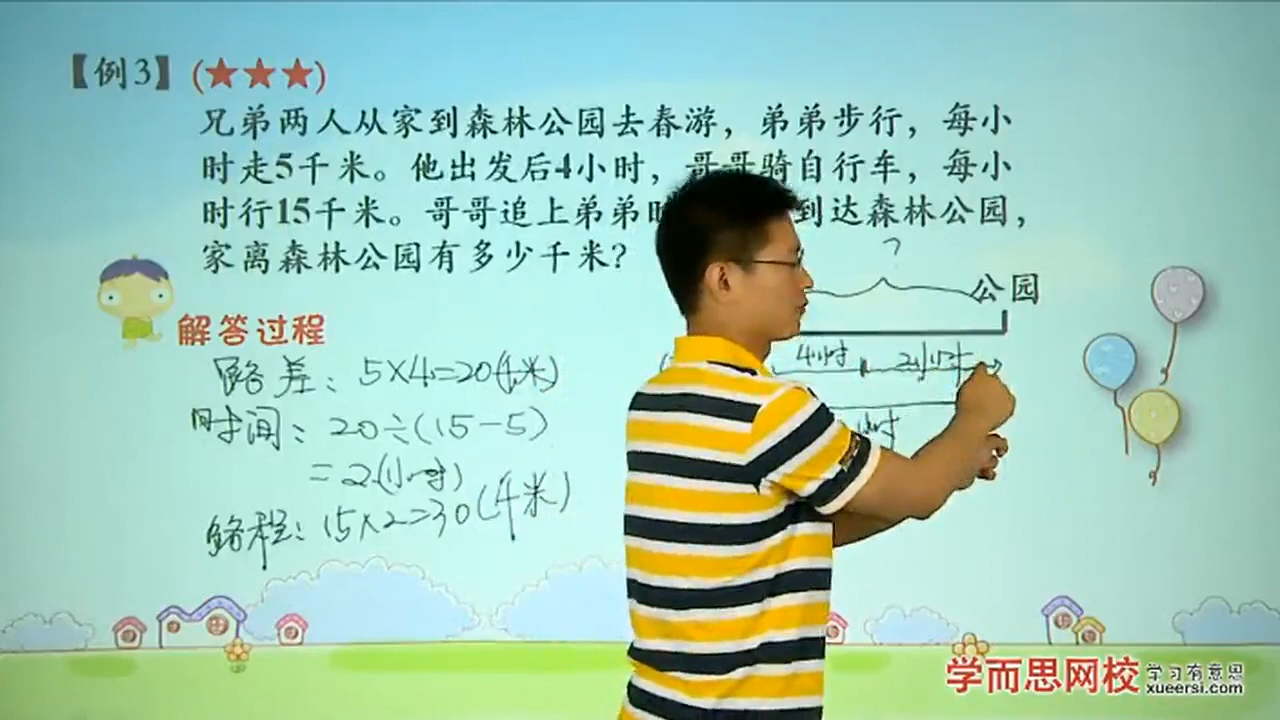 【例3】(★★★)
兄弟两人从家到森林公园去春游，弟弟步行，每小
时走5千米。他出发后4小时，哥哥骑自行车，每小
时行15千米。哥哥追上弟弟时 到达森林公园，
家离森林公园有多少千米?
?
公园
解答过程
4小时 2小时
路差：5×4=20(千米)
时间：20÷(15-5)
=2(小时)
路程：15×2=30(千米)
小时
学而思网校 学习有意思
xueersi.com